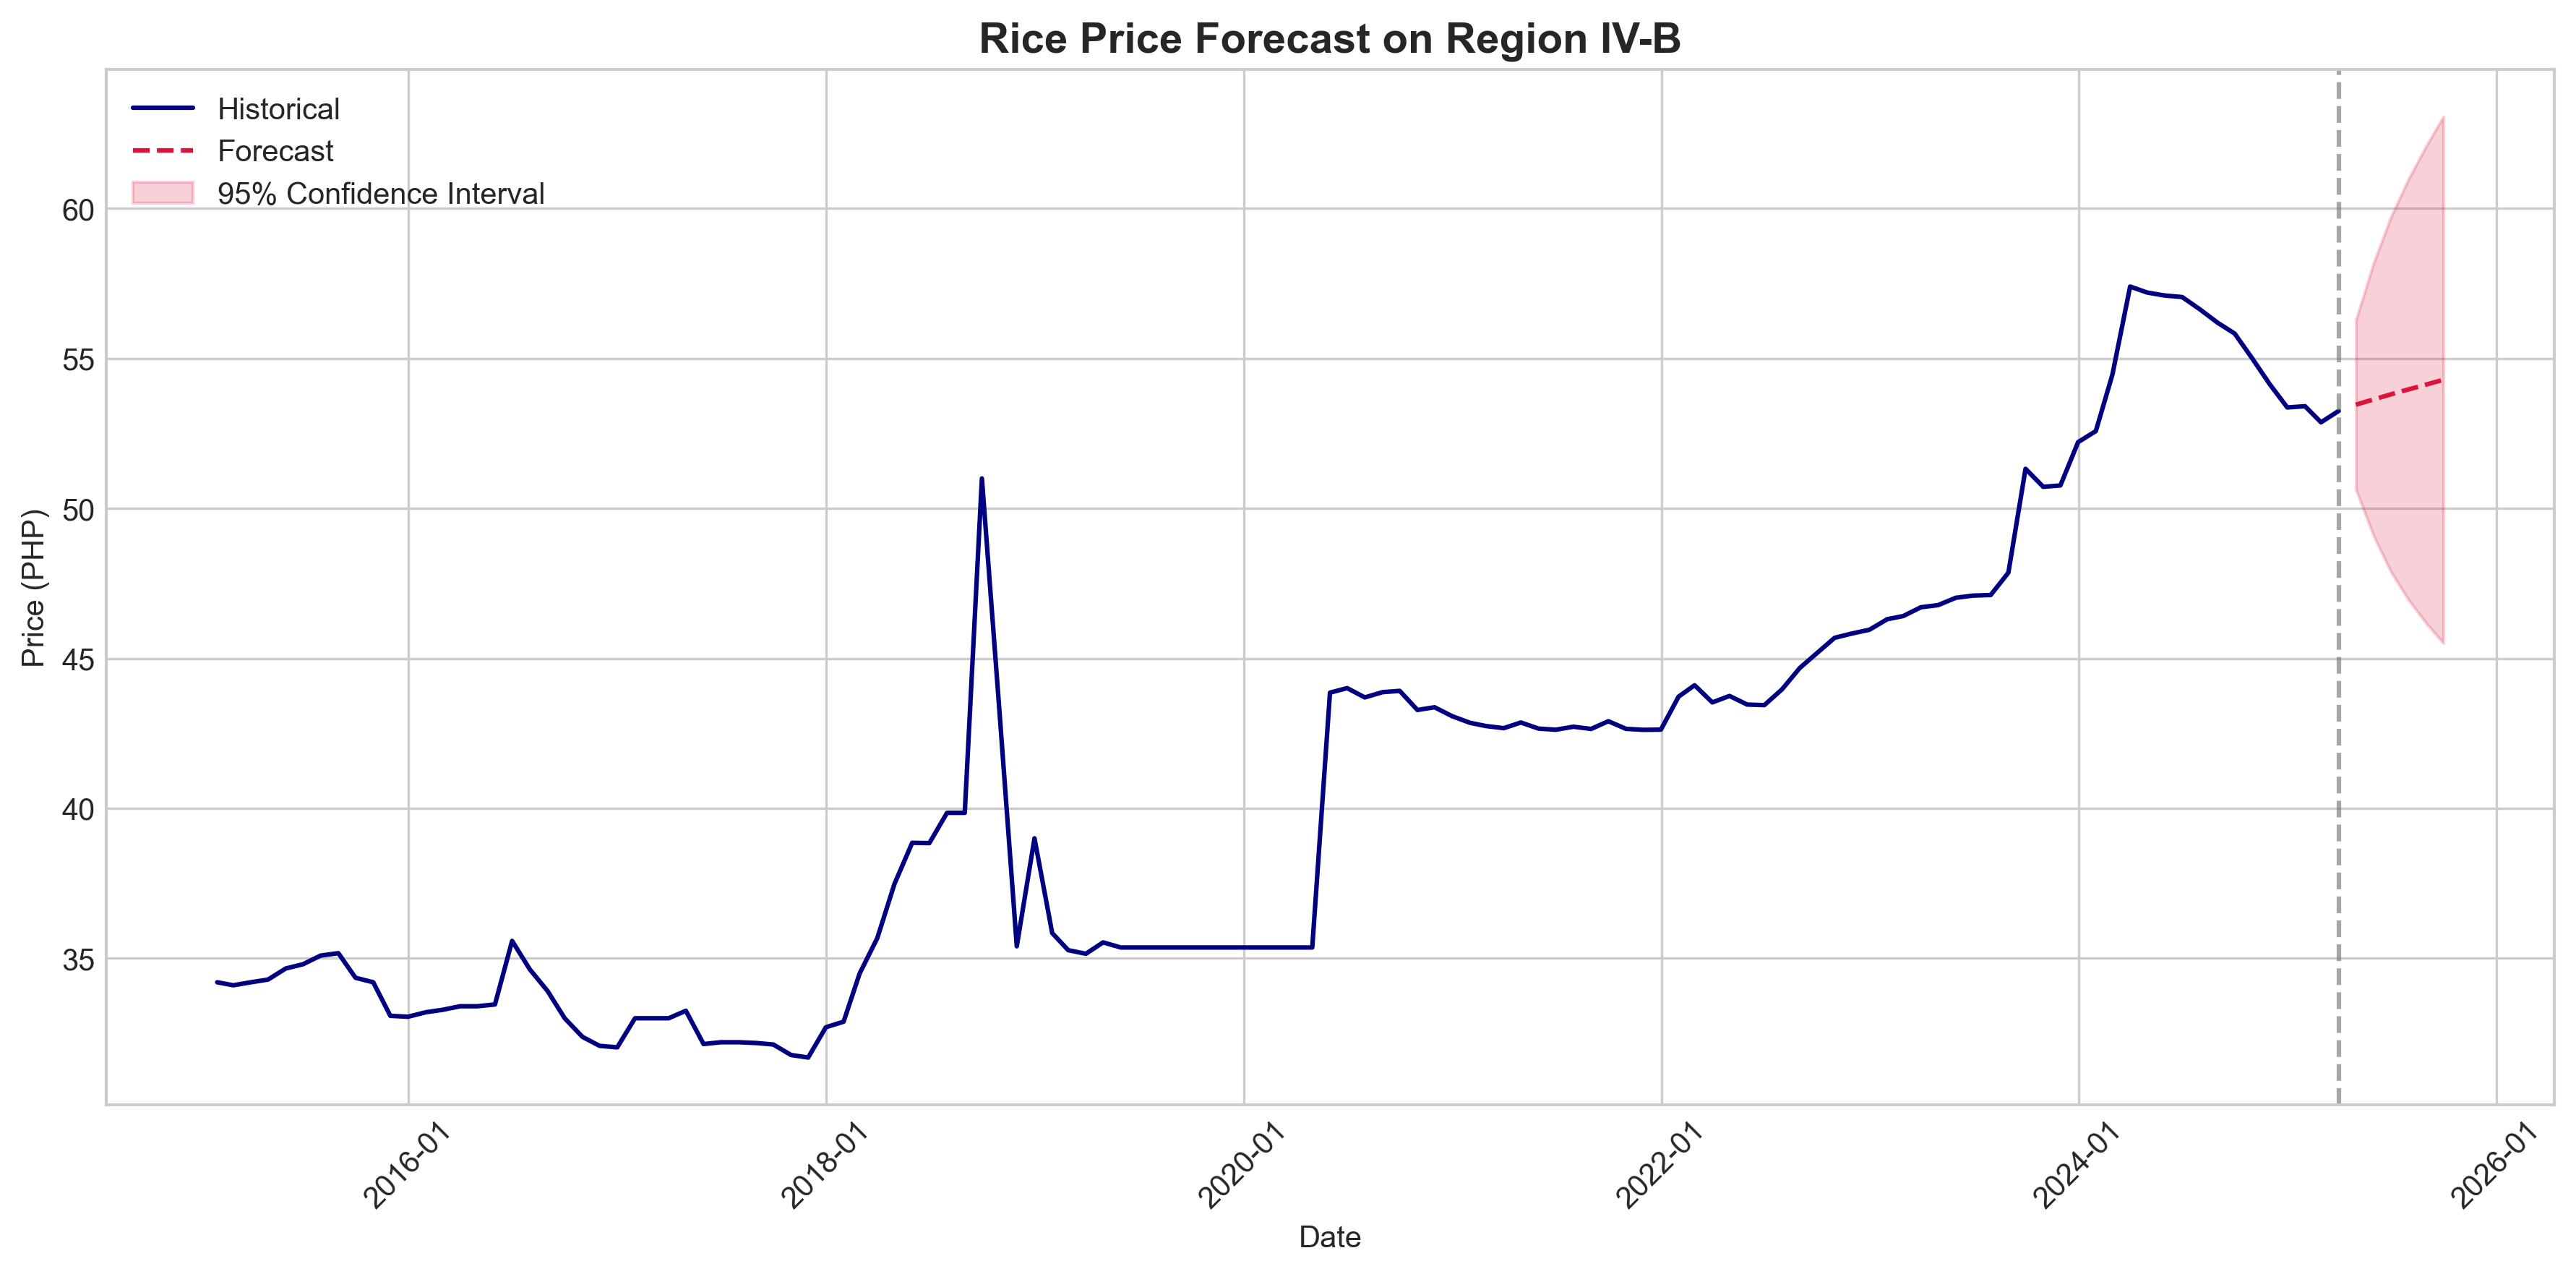 Rice Price Forecast on Region IV-B
Historical
Forecast
95% Confidence Interval
60
55
50
45
40
35
Price (PHP)
2016-01
2018-01
2020-01
2022-01
2024-01
2026-01
Date